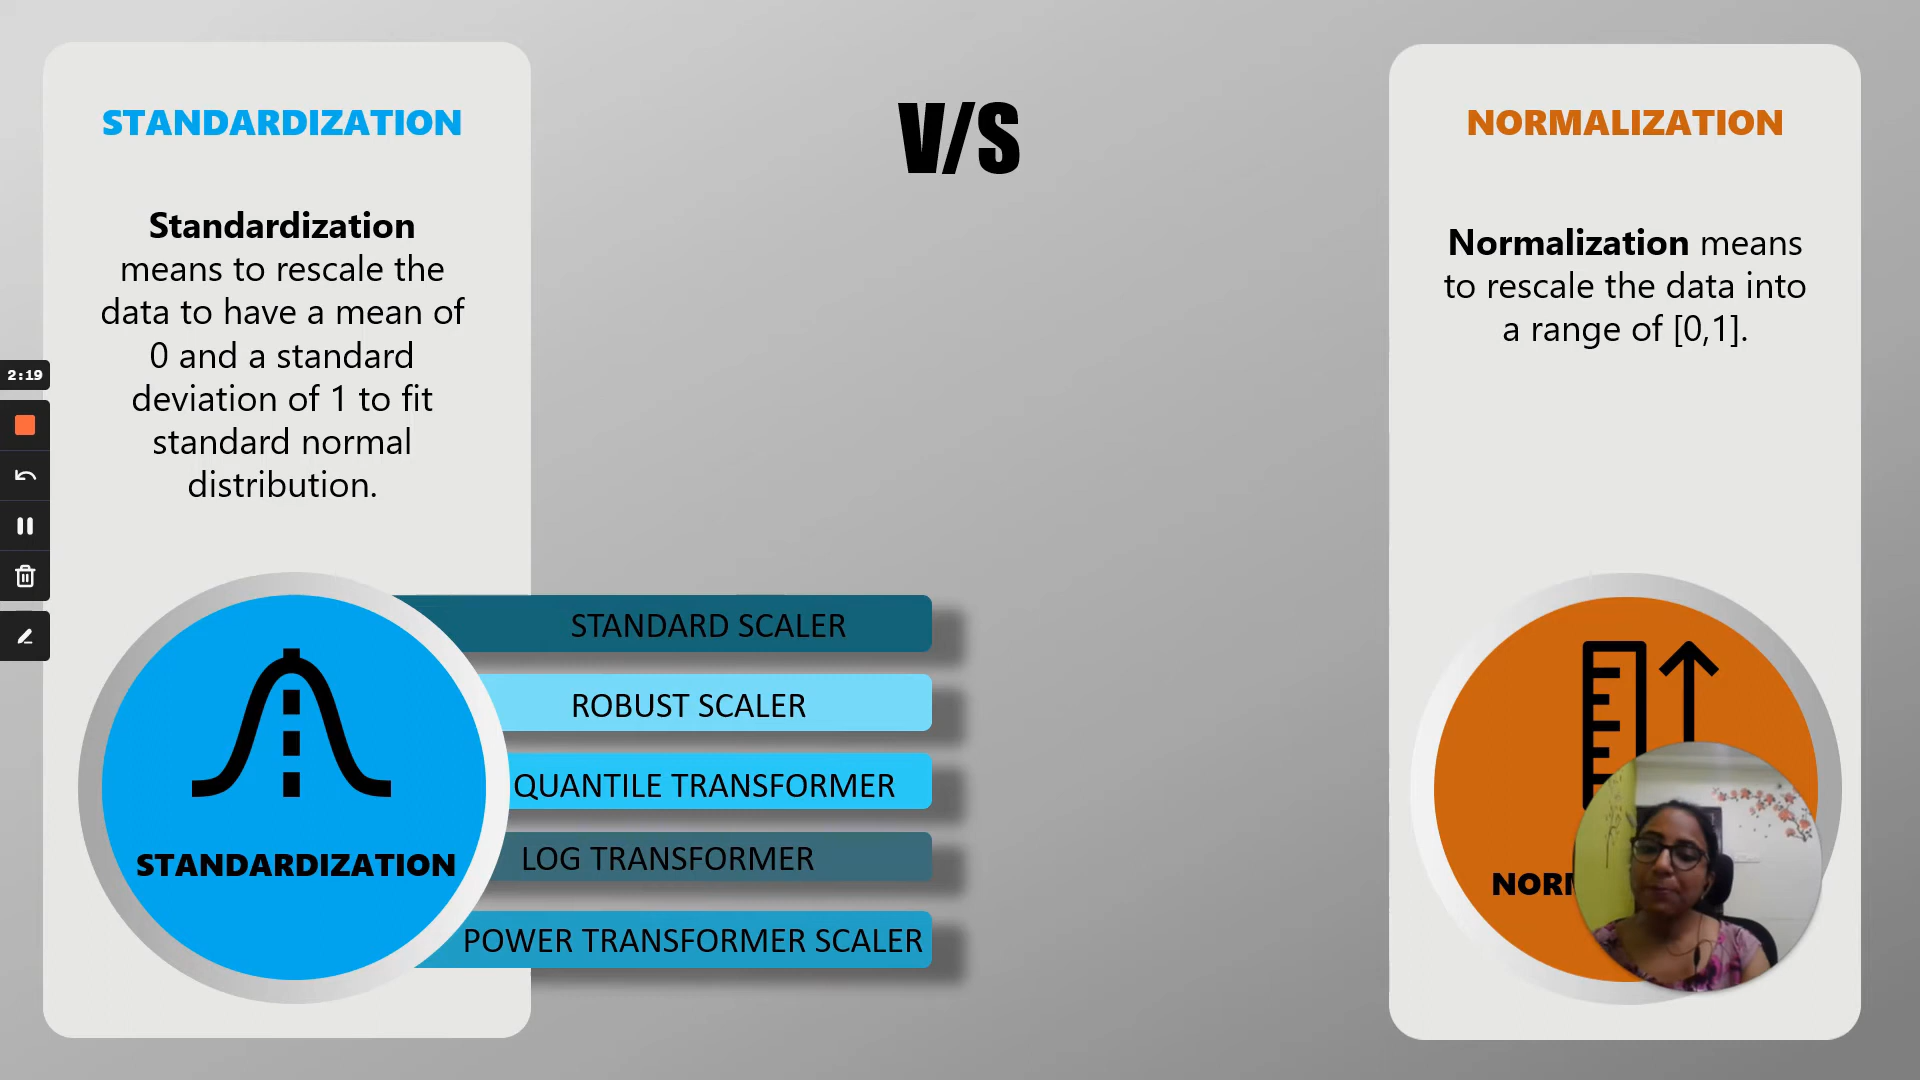 STANDARDIZATION
Standardization
means to rescale the
data to have a mean of
0 and a standard
deviation of 1 to fit
standard normal
distribution.
V/S
NORMALIZATION
Normalization means
to rescale the data into
a range of [0,1].
2:19
STANDARDIZATION
STANDARD SCALER
ROBUST SCALER
QUANTILE TRANSFORMER
LOG TRANSFORMER
POWER TRANSFORMER SCALER